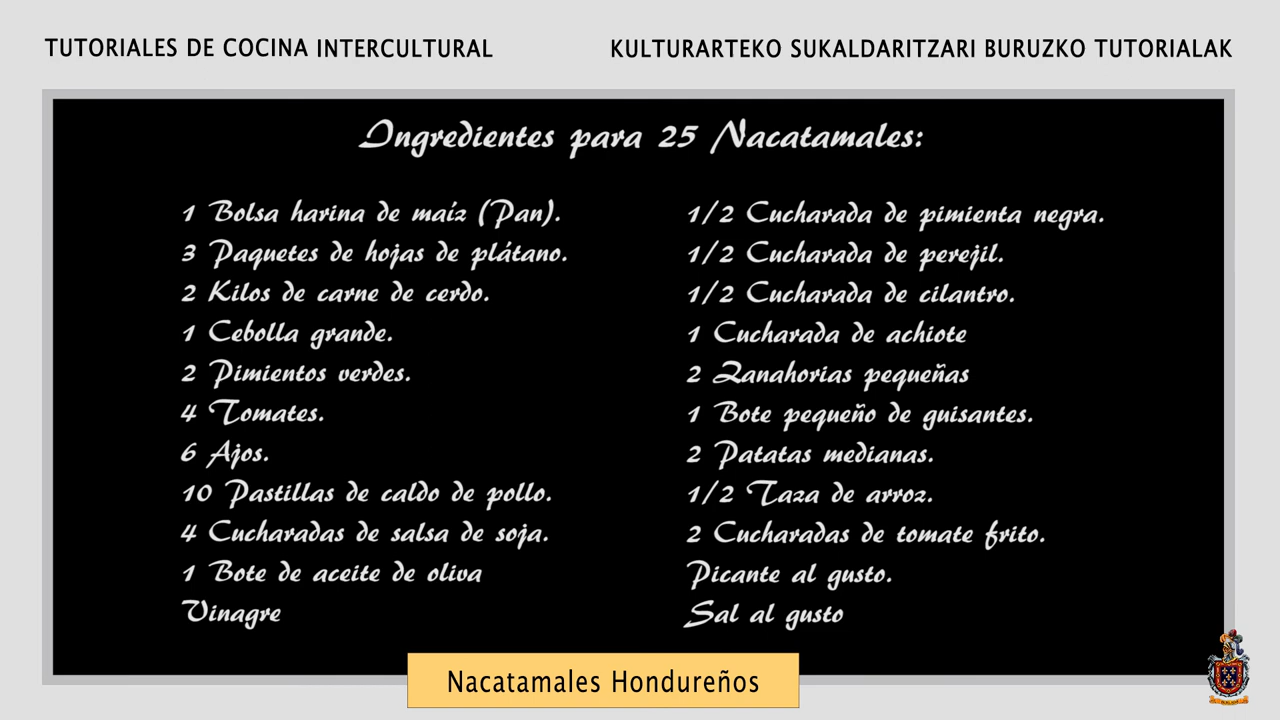 TUTORIALES DE COCINA INTERCULTURAL
KULTURARTEKO SUKALDARITZARI BURUZKO TUTORIALAK
Ingredientes para 25 Nacatamales:
1 Bolsa harina de maíz (Pan).
3 Paquetes de hojas de plátano.
2 Kilos de carne de cerdo.
1 Cebolla grande.
2 Pimientos verdes.
4 Tomates.
6 Ajos.
10 Pastillas de caldo de pollo.
4 Cucharadas de salsa de soja.
1 Bote de aceite de oliva
Vinagre
1/2 Cucharada de pimienta negra.
1/2 Cucharada de perejil.
1/2 Cucharada de cilantro.
1 Cucharada de achiote
2 Zanahorias pequeñas
1 Bote pequeño de guisantes.
2 Patatas medianas.
1/2 Taza de arroz.
2 Cucharadas de tomate frito.
Picante al gusto.
Sal al gusto
Nacatamales Hondureños